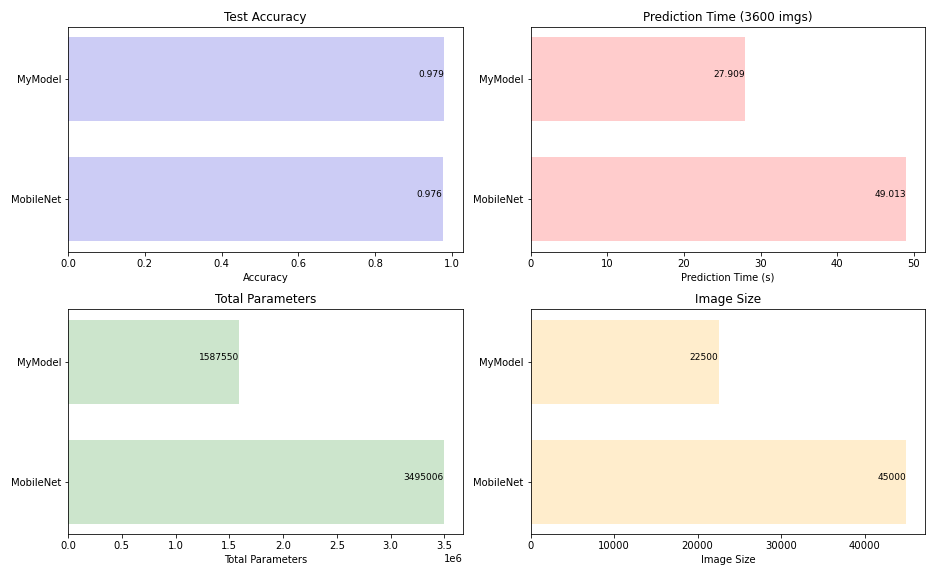 Test Accuracy
MyModel
0.979
MobileNet
0.976
0.0 0.2 0.4 0.6 0.8 1.0
Accuracy
Prediction Time (3600 imgs)
MyModel
27.909
MobileNet
49.013
0 10 20 30 40 50
Prediction Time (s)
Total Parameters
MyModel
1587550
MobileNet
3495006
0.0 0.5 1.0 1.5 2.0 2.5 3.0 3.5
1e6
Total Parameters
Image Size
MyModel
22500
MobileNet
45000
0 10000 20000 30000 40000
Image Size